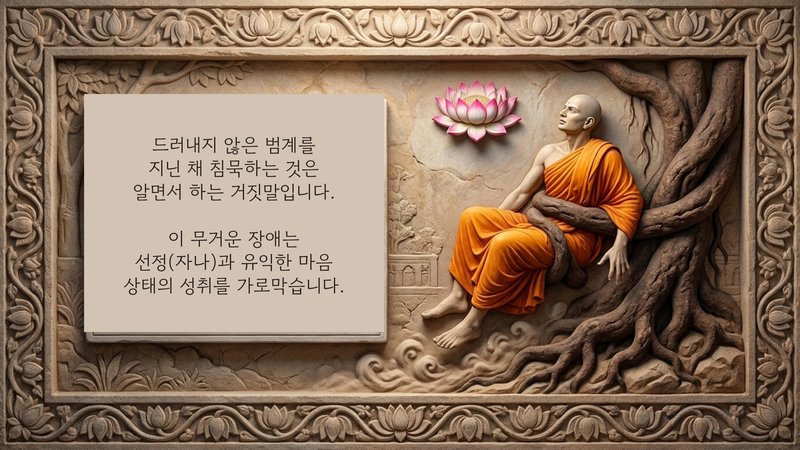 드러내지 않은 범계를
지닌 채 침묵하는 것은
알면서 하는 거짓말입니다.
이 무거운 장애는
선정(자나)과 유익한 마음
상태의 성취를 가로막습니다.